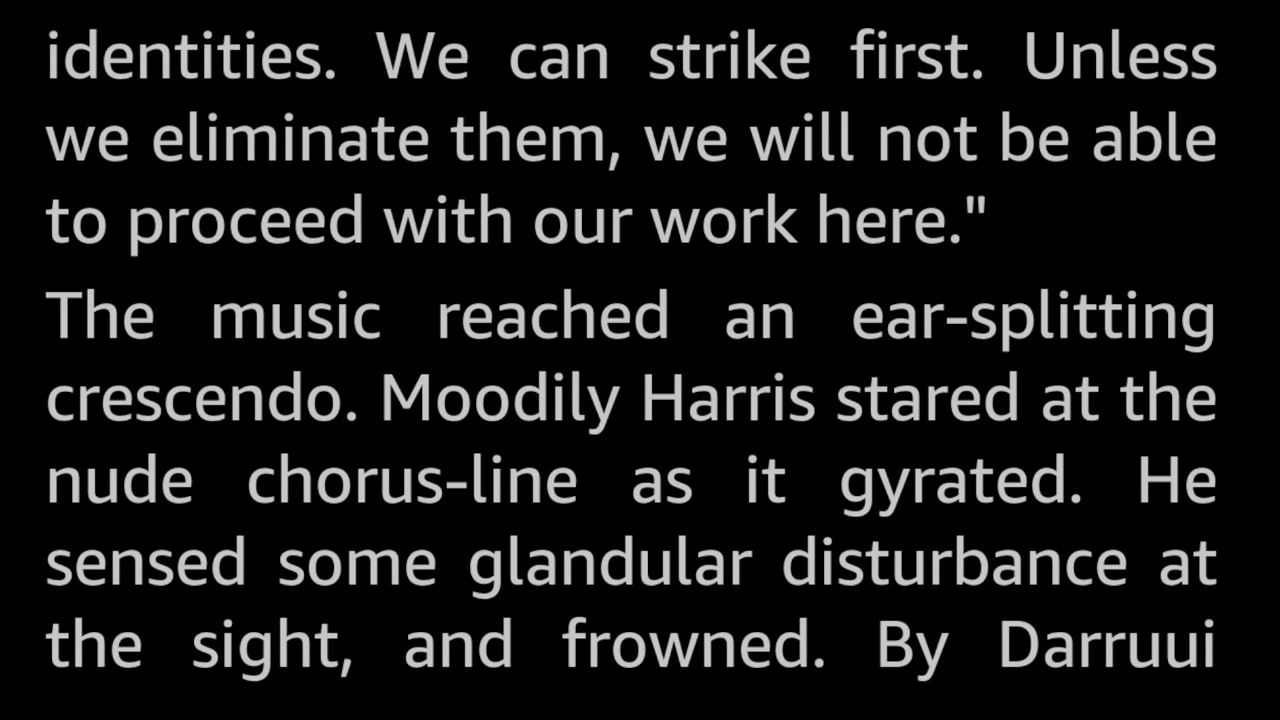 identities. We can strike first. Unless
we eliminate them, we will not be able
to proceed with our work here."
The music reached an ear-splitting
crescendo. Moodily Harris stared at the
nude chorus-line as it gyrated. He
sensed some glandular disturbance at
the sight, and frowned. By Darruui